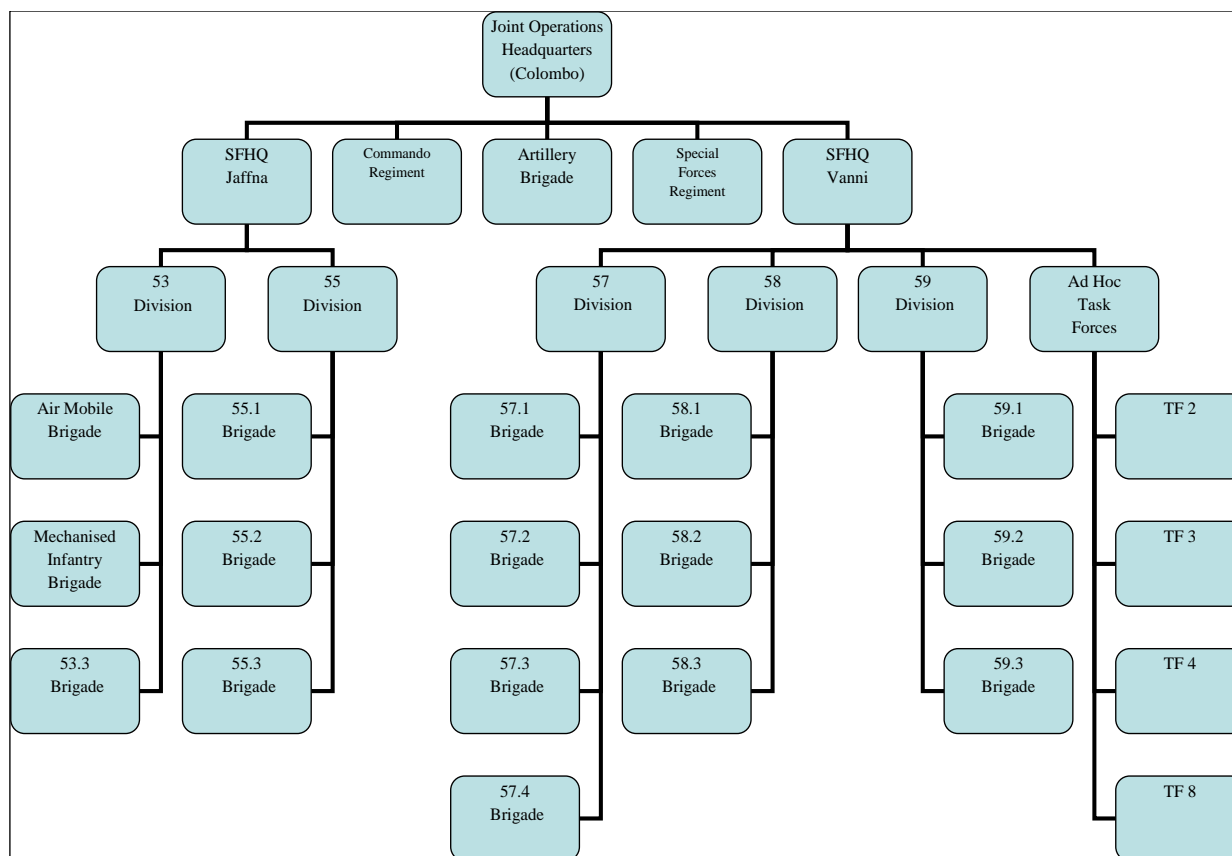 Joint Operations
Headquarters
(Colombo)
SFHQ
Jaffna
Commando
Regiment
Artillery
Brigade
Special
Forces
Regiment
SFHQ
Vanni
53
Division
55
Division
57
Division
58
Division
59
Division
Ad Hoc
Task
Forces
Air Mobile
Brigade
55.1
Brigade
57.1
Brigade
58.1
Brigade
59.1
Brigade
TF 2
Mechanised
Infantry
Brigade
55.2
Brigade
57.2
Brigade
58.2
Brigade
59.2
Brigade
TF 3
53.3
Brigade
55.3
Brigade
57.3
Brigade
58.3
Brigade
59.3
Brigade
TF 4
57.4
Brigade
TF 8